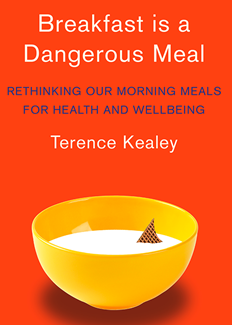 Breakfast is a
Dangerous Meal
RETHINKING OUR MORNING MEALS
FOR HEALTH AND WELLBEING
Terence Kealey